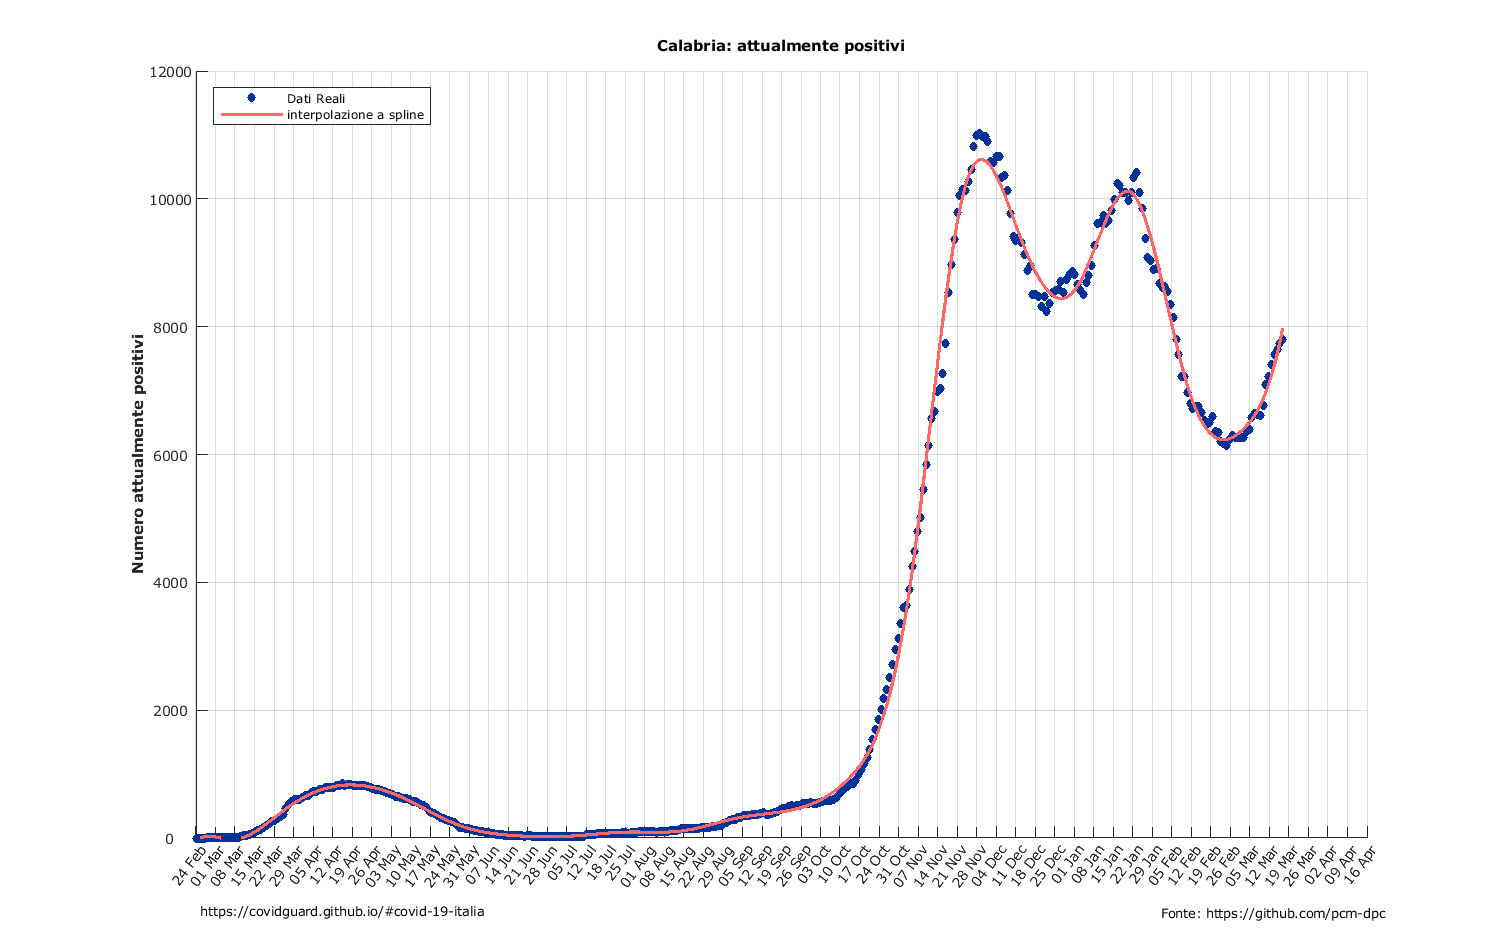 Calabria: attualmente positivi
Dati Reali
interpolazione a spline
Numero attualmente positivi
12000
10000
8000
6000
4000
2000
0
24 Feb
01 Mar
08 Mar
15 Mar
22 Mar
29 Mar
05 Apr
12 Apr
19 Apr
26 Apr
03 May
10 May
17 May
24 May
31 May
07 Jun
14 Jun
21 Jun
28 Jun
05 Jul
12 Jul
18 Jul
25 Jul
01 Aug
08 Aug
15 Aug
22 Aug
29 Aug
05 Sep
12 Sep
19 Sep
26 Sep
03 Oct
10 Oct
17 Oct
24 Oct
31 Oct
07 Nov
14 Nov
21 Nov
28 Nov
04 Dec
11 Dec
18 Dec
25 Dec
01 Jan
08 Jan
15 Jan
22 Jan
29 Jan
05 Feb
12 Feb
19 Feb
26 Feb
05 Mar
12 Mar
19 Mar
26 Mar
02 Apr
09 Apr
16 Apr
https://covidguard.github.io/#covid-19-italia
Fonte: https://github.com/pcm-dpc